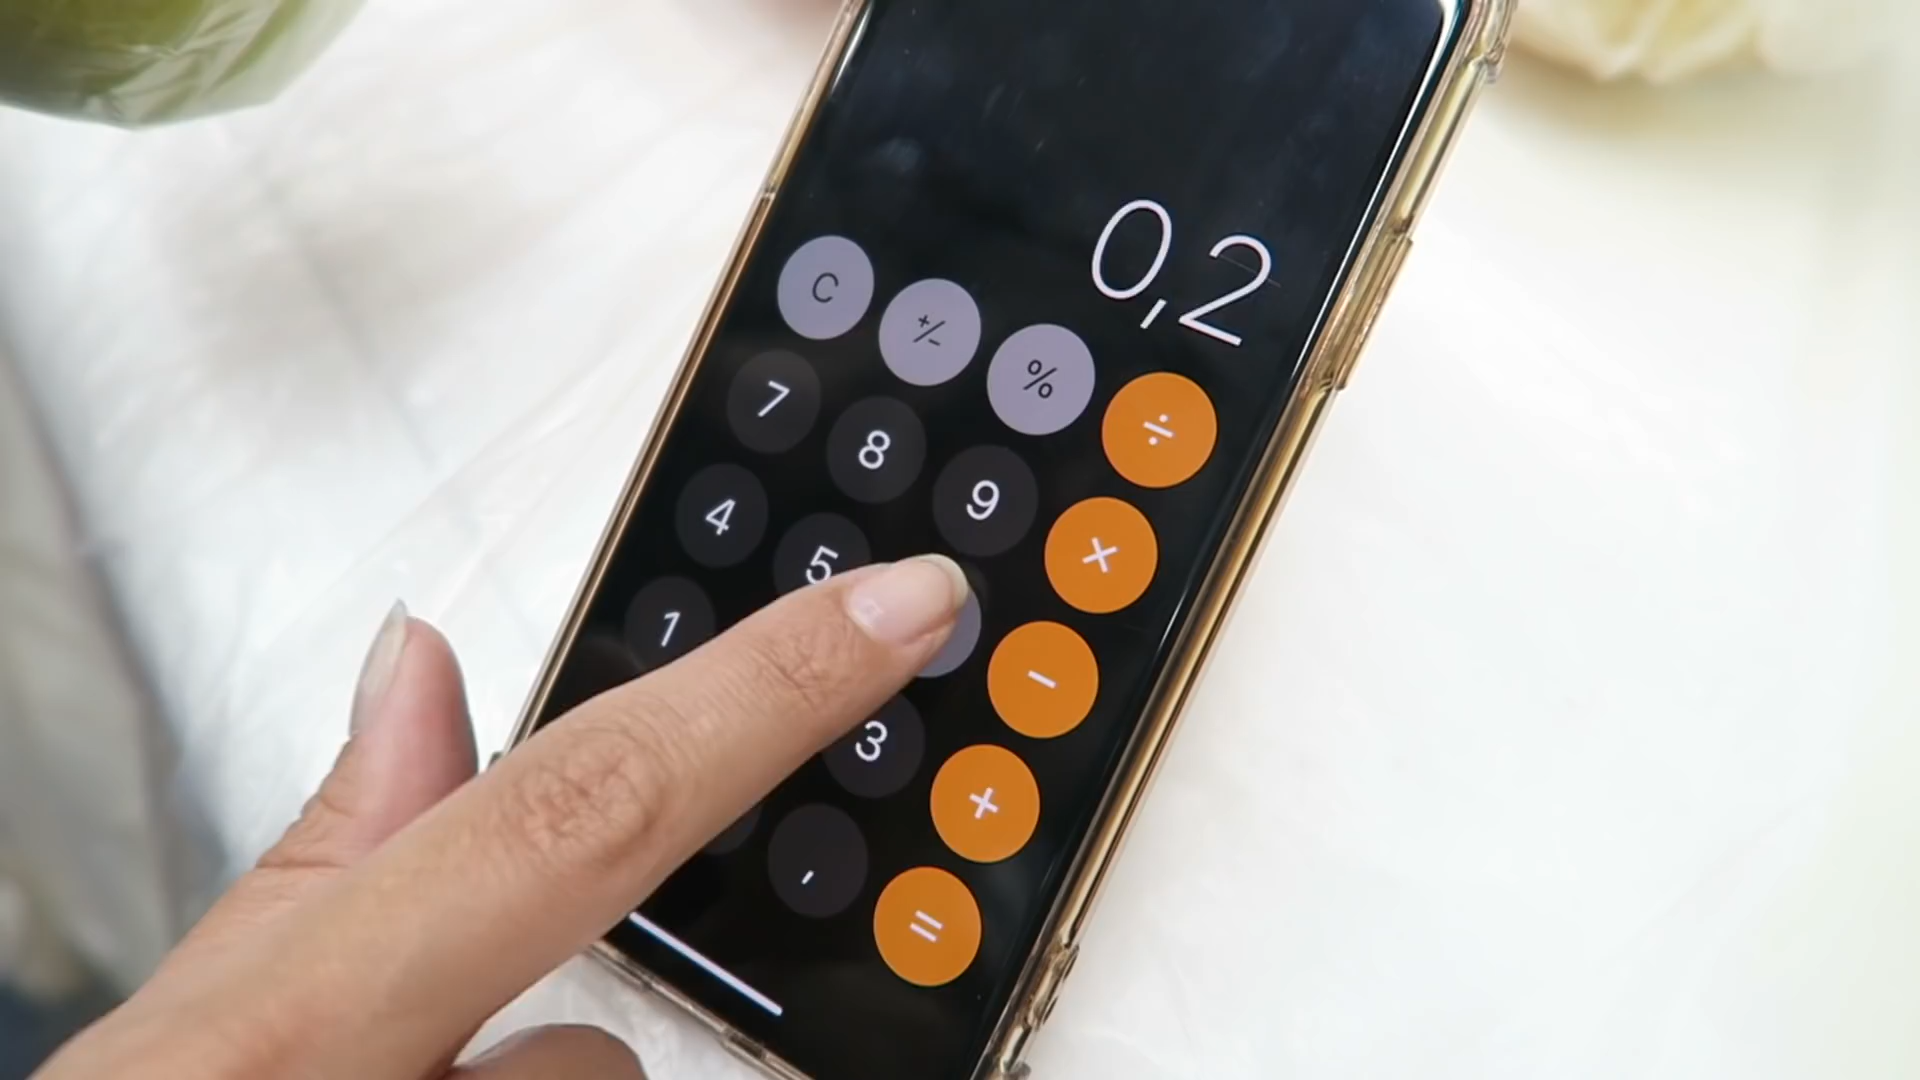 0,2
C +/- % ÷
7 8 9 ×
4 5 −
1 3 +
, =